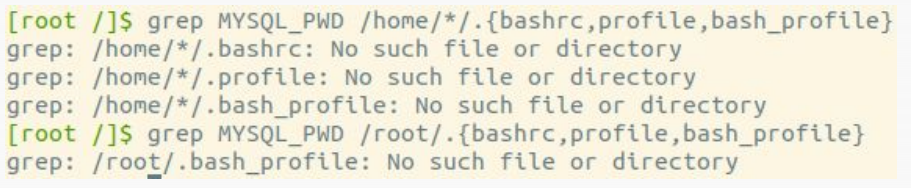 [root /]$ grep MYSQL_PWD /home/*/.{bashrc,profile,bash_profile}
grep: /home/*/.bashrc: No such file or directory
grep: /home/*/.profile: No such file or directory
grep: /home/*/.bash_profile: No such file or directory
[root /]$ grep MYSQL_PWD /root/.{bashrc,profile,bash_profile}
grep: /root/.bash_profile: No such file or directory